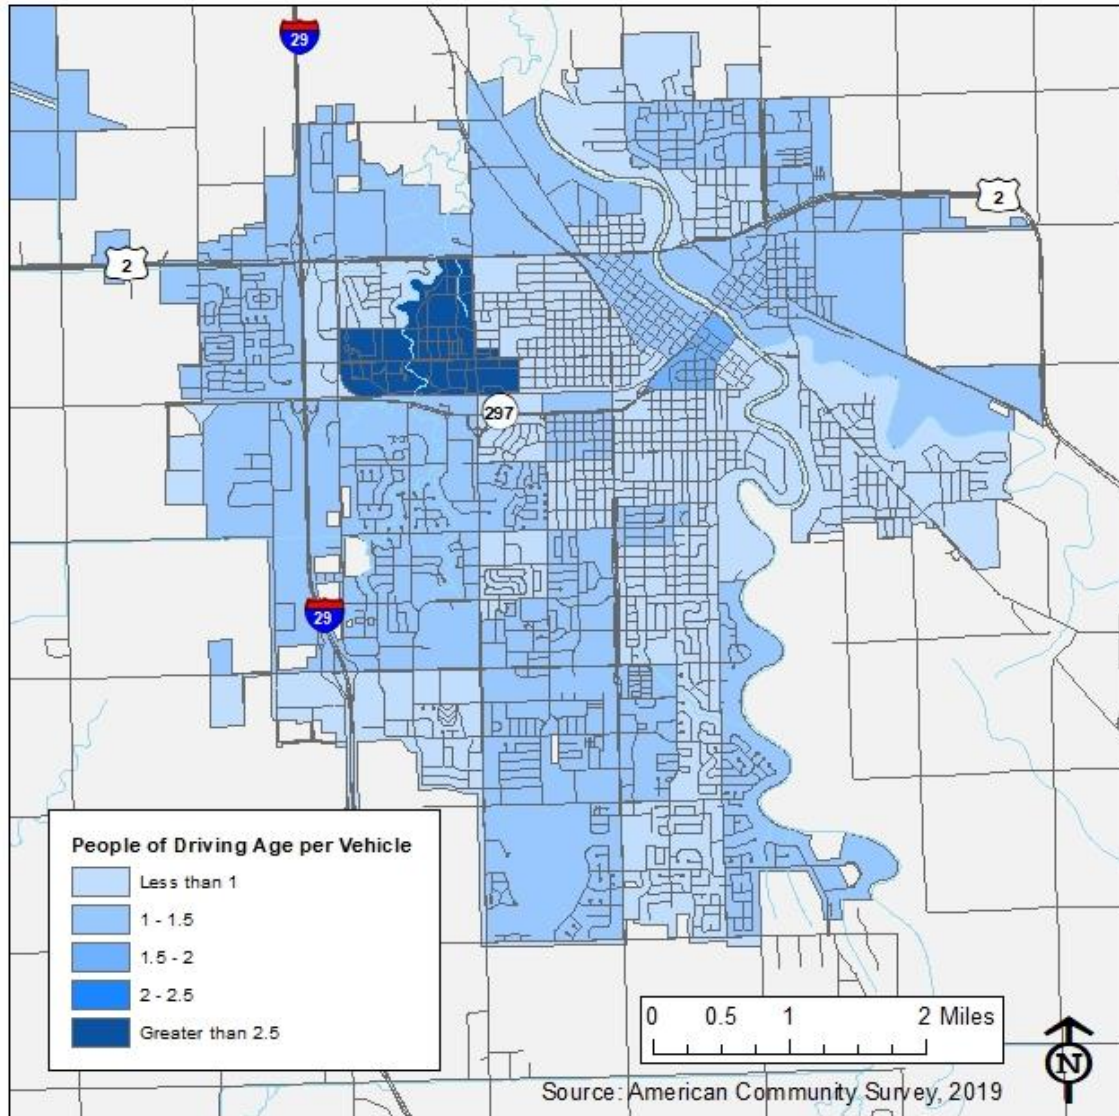 29
2
2
297
29
People of Driving Age per Vehicle
Less than 1
1 - 1.5
1.5 - 2
2 - 2.5
Greater than 2.5
0 0.5 1 2 Miles
N
Source: American Community Survey, 2019